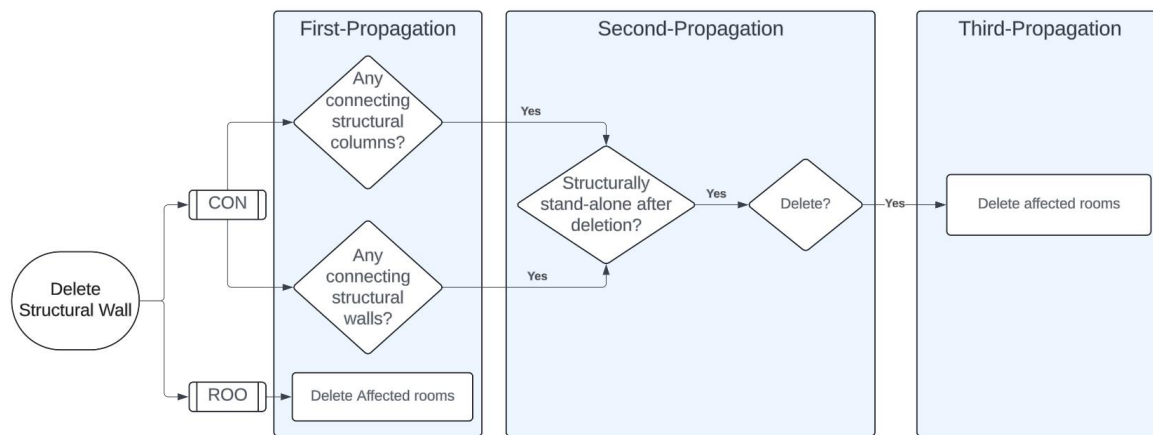 First-Propagation
Second-Propagation
Third-Propagation
Any
connecting
structural
columns?
Yes
CON
Structurally
stand-alone after
deletion?
Yes
Delete?
Yes
Delete affected rooms
Any
connecting
structural
walls?
Yes
Delete
Structural Wall
ROO
Delete Affected rooms